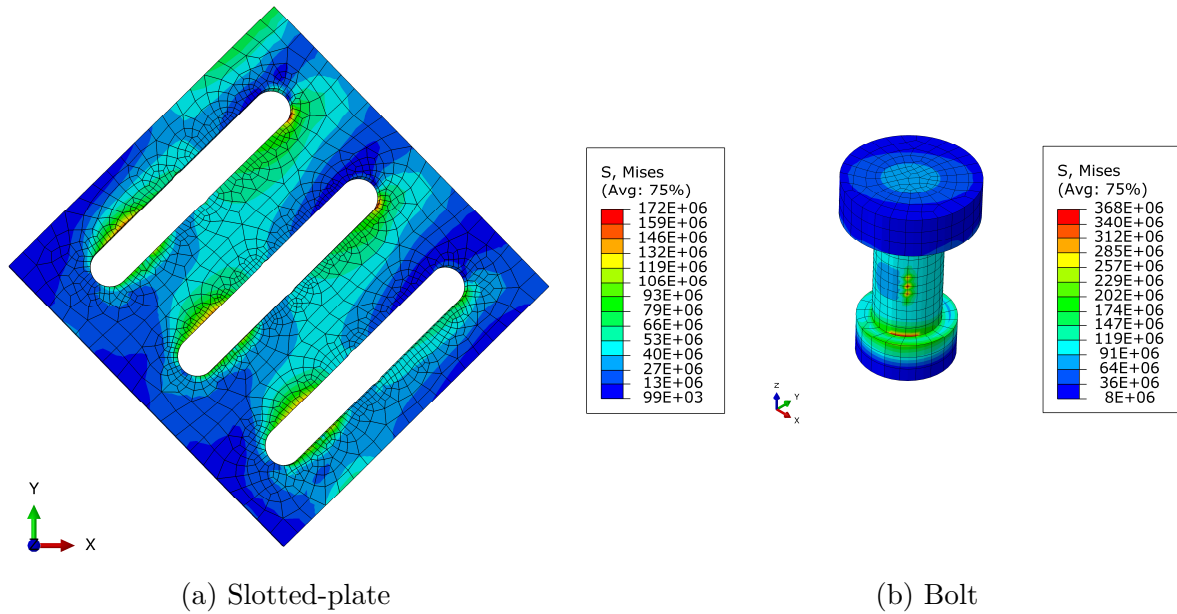 S, Mises
(Avg: 75%)
172E+06
159E+06
146E+06
132E+06
119E+06
106E+06
93E+06
79E+06
66E+06
53E+06
40E+06
27E+06
13E+06
99E+03
Y
X
(a) Slotted-plate
S, Mises
(Avg: 75%)
368E+06
340E+06
312E+06
285E+06
257E+06
229E+06
202E+06
174E+06
147E+06
119E+06
91E+06
64E+06
36E+06
8E+06
Z
Y
X
(b) Bolt